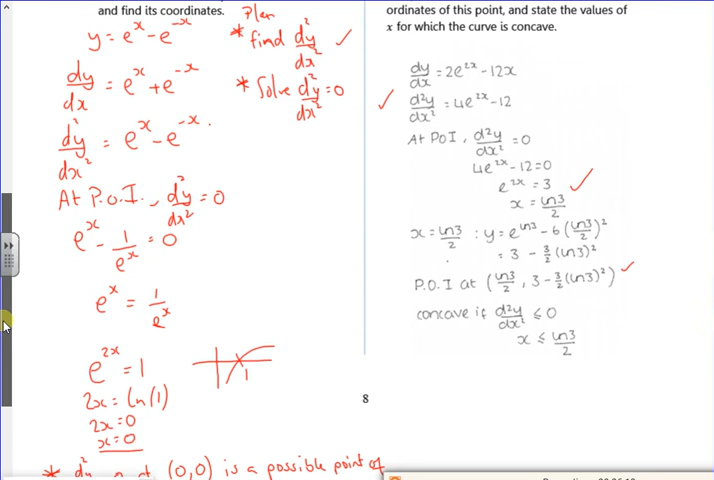 and find its coordinates.
Plan
y = e^x - e^-x
* find d²y/dx² ✓
dy/dx = e^x + e^-x
* Solve d²y/dx² = 0
d²y/dx² = e^x - e^-x
At P.O.I., d²y/dx² = 0
e^x - 1/e^x = 0
e^x = 1/e^x
e^2x = 1
1
2x = ln(1)
2x = 0
x = 0
at (0,0) is a possible point of
ordinates of this point, and state the values of
x for which the curve is concave.
dy/dx = 2e^2x - 12x
✓ d²y/dx² = 4e^2x - 12
At POI, d²y/dx² = 0
4e^2x - 12 = 0
e^2x = 3 ✓
x = ln3/2
x = ln3/2 : y = e^ln3 - 6(ln3/2)²
= 3 - 3/2(ln3)²
P.O.I at (ln3/2, 3 - 3/2(ln3)²) ✓
concave if d²y/dx² ≤ 0
x ≤ ln3/2
8